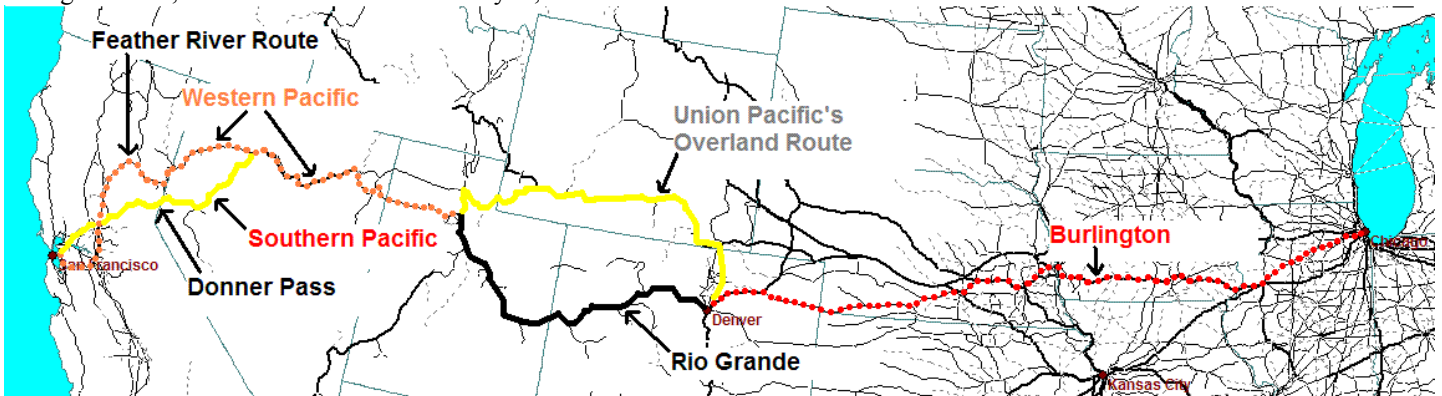 Feather River Route
Western Pacific
Union Pacific's
Overland Route
Southern Pacific
Burlington
Chicago
San Francisco
Donner Pass
Denver
Rio Grande
Kansas City